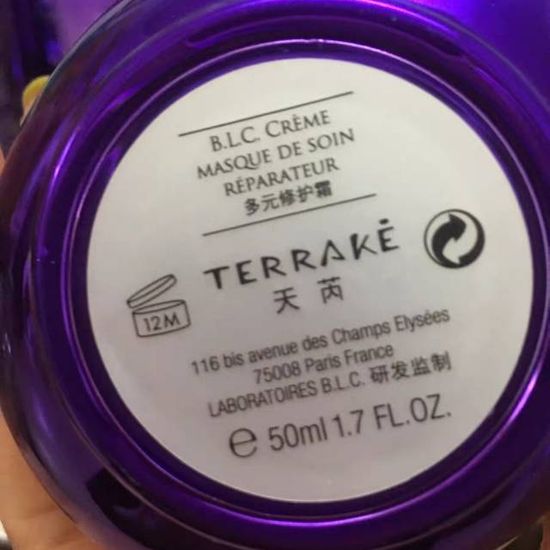 B.L.C. CRÈME
MASQUE DE SOIN
RÉPARATEUR
多元修护霜
TERRAKĒ
天芮
12M
116 bis avenue des Champs Elysées
75008 Paris France
LABORATOIRES B.L.C. 研发监制
℮ 50ml 1.7 FL.OZ.